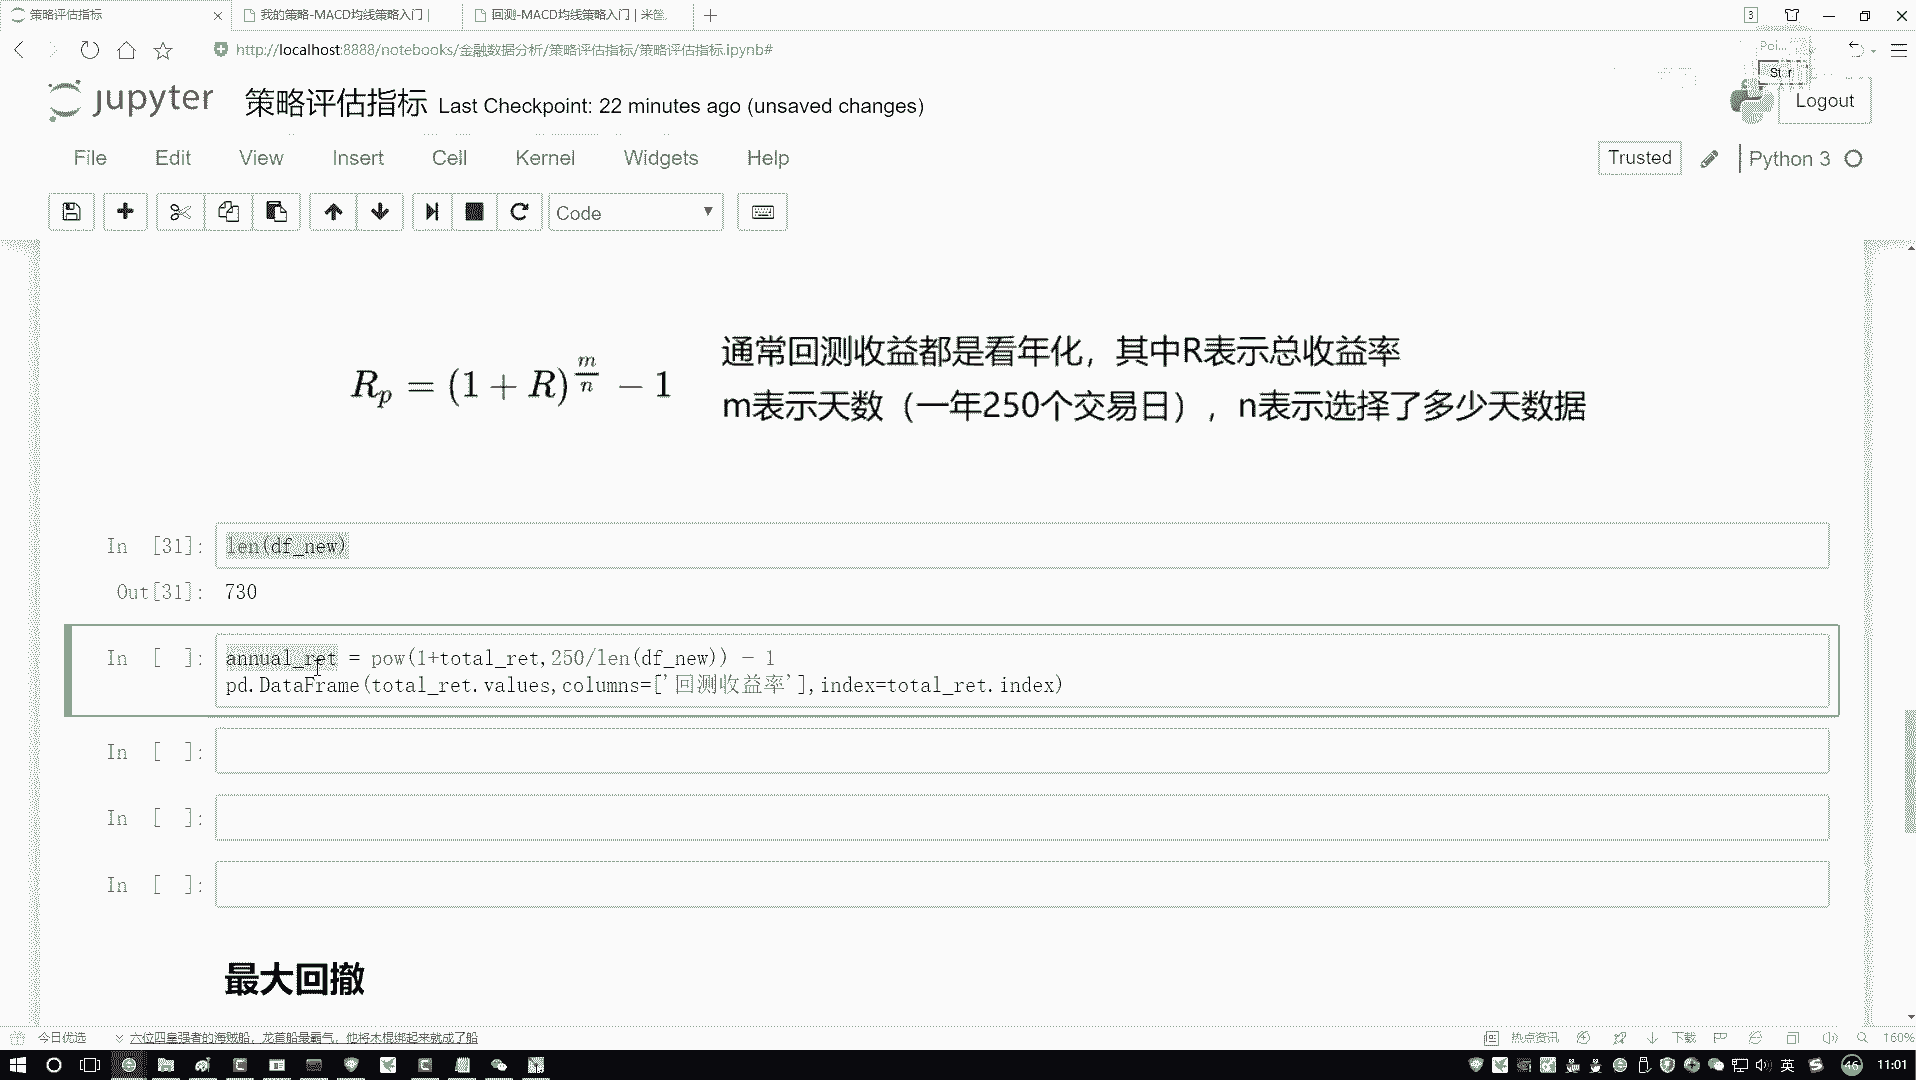 策略评估指标
我的策略-MACD均线策略入门 |
回测-MACD均线策略入门 | 米筐
3
http://localhost:8888/notebooks/金融数据分析/策略评估指标/策略评估指标.ipynb#
jupyter 策略评估指标 Last Checkpoint: 22 minutes ago (unsaved changes)
Logout
File Edit View Insert Cell Kernel Widgets Help
Trusted
Python 3
Code
R_p = (1 + R)^{m/n} − 1
通常回测收益都是看年化，其中R表示总收益率
m表示天数（一年250个交易日），n表示选择了多少天数据
In [31]: len(df_new)
Out[31]: 730
In [ ]: annual_ret = pow(1+total_ret,250/len(df_new)) - 1
pd.DataFrame(total_ret.values,columns=['回测收益率'],index=total_ret.index)
In [ ]:
In [ ]:
In [ ]:
最大回撤
今日优选
六位四皇强者的海贼船，龙首船最霸气，他将木棍绑起来就成了船
热点资讯
下载
160%
英
46
11:01